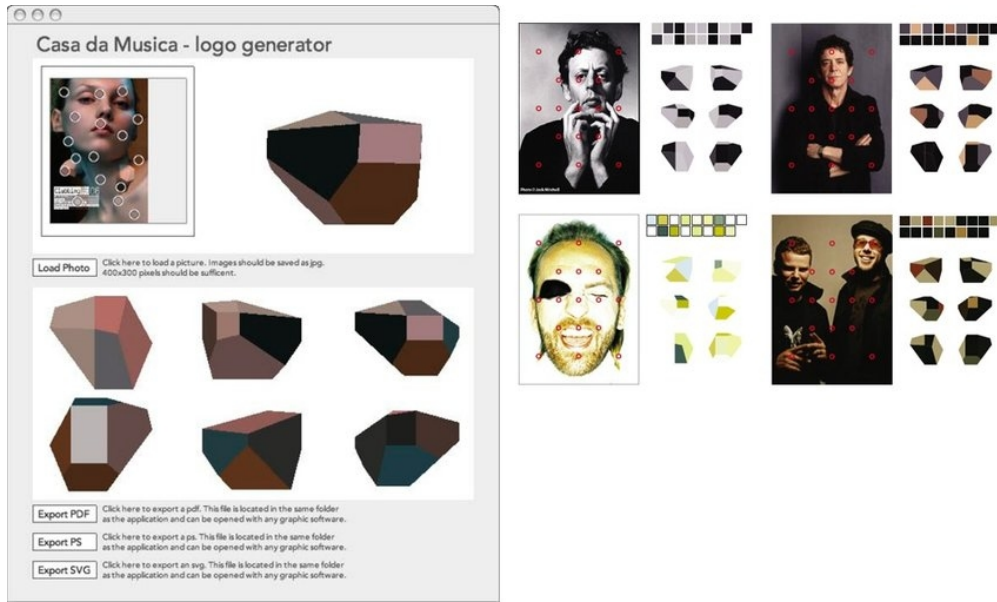 Casa da Musica - logo generator
Load Photo
Click here to load a picture. Images should be saved as jpg.
400x300 pixels should be sufficent.
Export PDF
Click here to export a pdf. This file is located in the same folder
as the application and can be opened with any graphic software.
Export PS
Click here to export a ps. This file is located in the same folder
as the application and can be opened with any graphic software.
Export SVG
Click here to export an svg. This file is located in the same folder
as the application and can be opened with any graphic software.